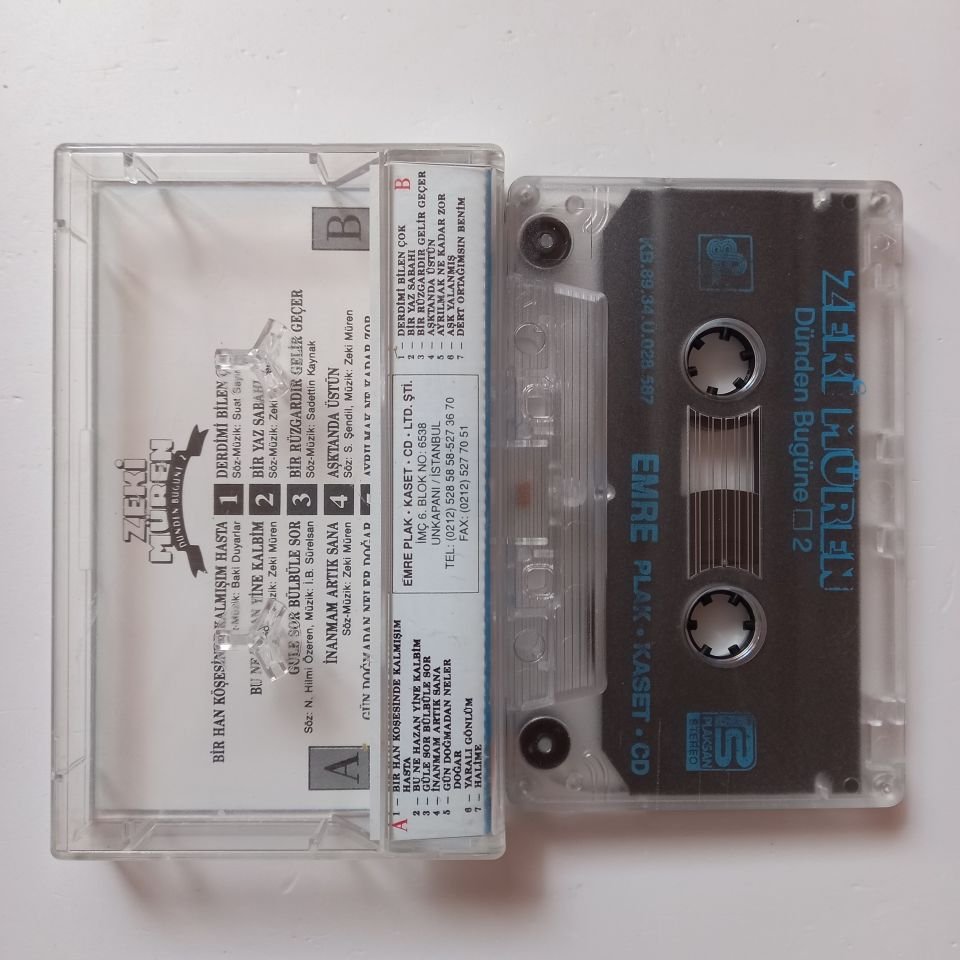 ZEKİ
MÜREN
DÜNDEN BUGÜNE 2
A
BİR HAN KÖŞESİNDE KALMIŞIM HASTA
Müzik: Baki Duyarlar
BU NE HAZAN YİNE KALBİM
Müzik: Zeki Müren
GÜLE SOR BÜLBÜLE SOR
Söz: N. Hilmi Özeren, Müzik: İ.B. Sürelsan
İNANMAM ARTIK SANA
Söz-Müzik: Zeki Müren
GÜN DOĞMADAN NELER DOĞAR
1
2
3
4
B
DERDİMİ BİLEN
Söz-Müzik: Suat
BİR YAZ SABAHI
Söz-Müzik: Zeki Müren
BİR RÜZGARDIR GELİR GEÇER
Söz-Müzik: Sadettin Kaynak
AŞKTANDA ÜSTÜN
Söz: S. Şendil, Müzik: Zeki Müren
AYRILMAK NE KADAR ZOR
A
1 – BİR HAN KÖŞESINDE KALMIŞIM
HASTA
2 – BU NE HAZAN YİNE KALBİM
3 – GÜLE SOR BÜLBÜLE SOR
4 – İNANMAM ARTIK SANA
5 – GÜN DOĞMADAN NELER
DOĞAR
6 – YARALI GÖNLÜM
7 – HALİME
EMRE PLAK • KASET • CD • LTD. ŞTİ.
İMÇ 6. BLOK NO: 6538
UNKAPANI / İSTANBUL
TEL: (0212) 528 58 58-527 36 70
FAX: (0212) 527 70 51
B
1 – DERDİMİ BİLEN ÇOK
2 – BİR YAZ SABAHI
3 – BİR RÜZGARDIR GELİR GEÇER
4 – AŞKTANDA ÜSTÜN
5 – AYRILMAK NE KADAR ZOR
6 – AŞK YALANMIŞ
7 – DERT ORTAĞIMSIN BENİM
ZEKİ MÜREN
Dünden Bugüne 2
EMRE PLAK • KASET • CD
KB.89.34.Ü.028.587
PLAKSAN
STEREO